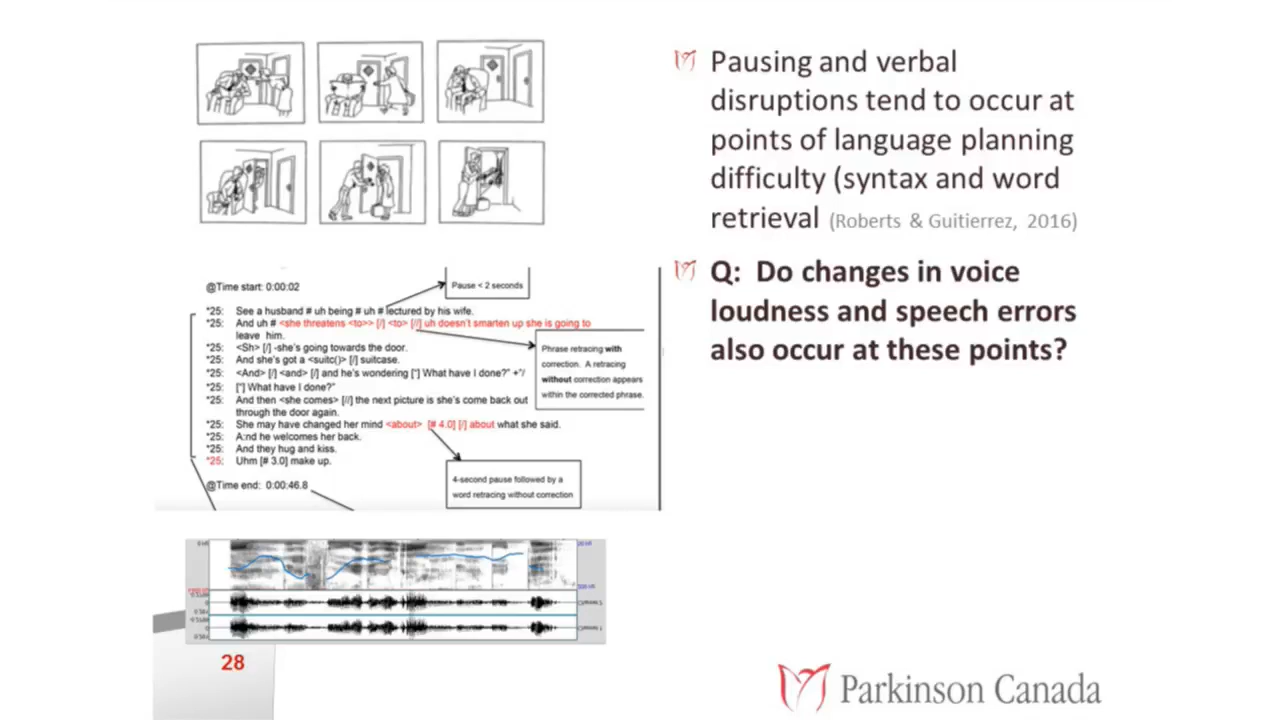 Pausing and verbal
disruptions tend to occur at
points of language planning
difficulty (syntax and word
retrieval (Roberts & Guitierrez, 2016)
Q: Do changes in voice
loudness and speech errors
also occur at these points?
@Time start: 0:00:02
Pause < 2 seconds
*25: See a husband # uh being # uh # lectured by his wife.
*25: And uh # <she threatens <to>> [/] <to> [//] uh doesn't smarten up she is going to
leave him.
*25: <Sh> [/] -she's going towards the door.
*25: And she's got a <suitc()> [/] suitcase.
*25: <And> [/] <and> [/] and he's wondering ["] What have I done?" +"/
*25: ["] What have I done?"
*25: And then <she comes> [//] the next picture is she's come back out
through the door again.
*25: She may have changed her mind <about> [# 4.0] [/] about what she said.
*25: A:nd he welcomes her back.
*25: And they hug and kiss.
*25: Uhm [# 3.0] make up.
@Time end: 0:00:46.8
Phrase retracing with
correction. A retracing
without correction appears
within the corrected phrase.
4-second pause followed by a
word retracing without correction
28
Parkinson Canada